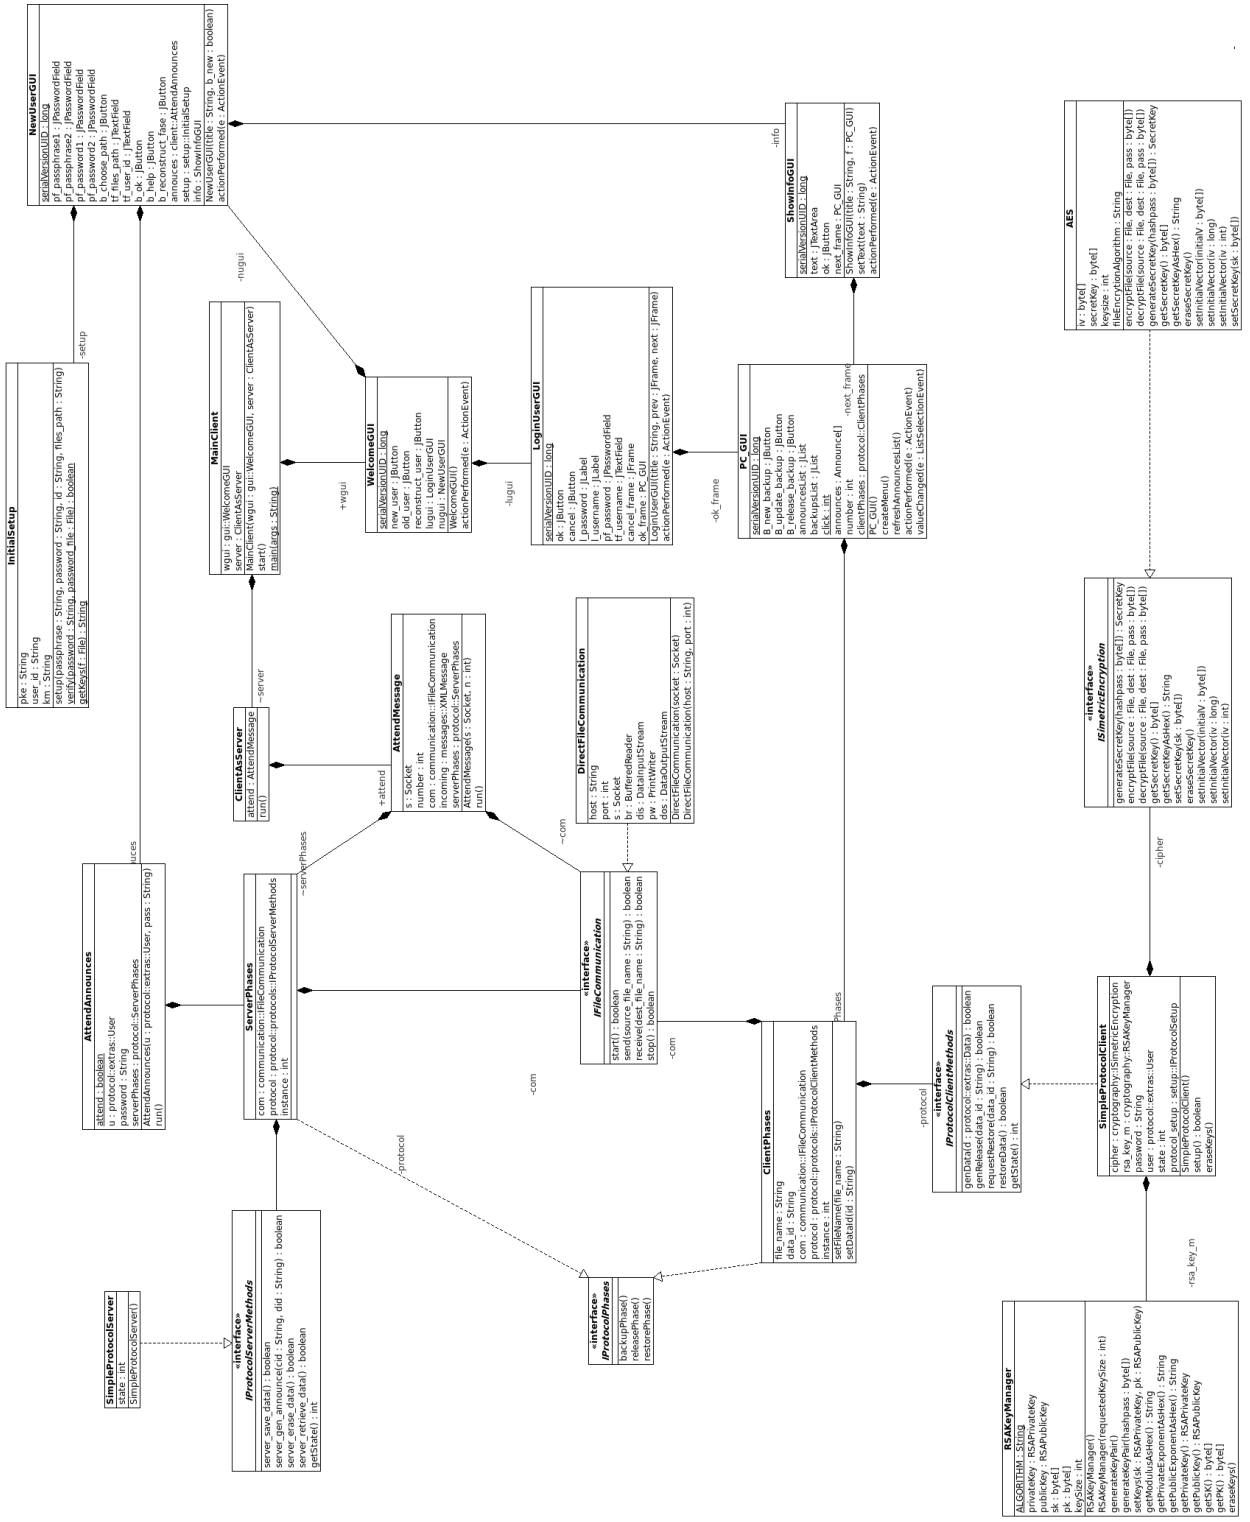 NewUserGUI
serialVersionUID : long
pf_passphrase1 : JPasswordField
pf_passphrase2 : JPasswordField
pf_password1 : JPasswordField
pf_password2 : JPasswordField
b_choose_path : JButton
tf_files_path : JTextField
tf_user_id : JTextField
b_ok : JButton
b_help : JButton
b_reconstruct_fase : JButton
annouces : client::AttendAnnounces
setup : setup::InitialSetup
info : ShowInfoGUI
NewUserGUI(title : String, b_new : boolean)
actionPerformed(e : ActionEvent)
-info
ShowInfoGUI
serialVersionUID : long
text : JTextArea
ok : JButton
next_frame : PC_GUI
ShowInfoGUI(title : String, f : PC_GUI)
setText(text : String)
actionPerformed(e : ActionEvent)
AES
iv : byte[]
secretKey : byte[]
keysize : int
fileEncrytionAlgorithm : String
encryptFile(source : File, dest : File, pass : byte[])
decryptFile(source : File, dest : File, pass : byte[])
generateSecretKey(hashpass : byte[]) : SecretKey
getSecretKey() : byte[]
getSecretKeyAsHex() : String
eraseSecretKey()
setInitialVector(initialV : byte[])
setInitialVector(iv : long)
setInitialVector(iv : int)
setSecretKey(sk : byte[])
-nugui
-setup
InitialSetup
pke : String
user_id : String
km : String
setup(passphrase : String, password : String, id : String, files_path : String)
verify(password : String, password_file : File) : boolean
getKeys(f : File) : String
MainClient
wgui : gui::WelcomeGUI
server : ClientAsServer
MainClient(wgui : gui::WelcomeGUI, server : ClientAsServer)
start()
main(args : String)
+wgui
WelcomeGUI
serialVersionUID : long
new_user : JButton
old_user : JButton
reconstruct_user : JButton
lugui : LoginUserGUI
nugui : NewUserGUI
WelcomeGUI()
actionPerformed(e : ActionEvent)
-lugui
LoginUserGUI
serialVersionUID : long
ok : JButton
cancel : JButton
l_password : JLabel
l_username : JLabel
pf_password : JPasswordField
tf_username : JTextField
cancel_frame : JFrame
ok_frame : PC_GUI
LoginUserGUI(title : String, prev : JFrame, next : JFrame)
actionPerformed(e : ActionEvent)
-ok_frame
PC_GUI
serialVersionUID : long
B_new_backup : JButton
B_update_backup : JButton
B_release_backup : JButton
announcesList : JList
backupsList : JList
click : int
announces : Announce[]
number : int
clientPhases : protocol::ClientPhases
PC_GUI()
createMenu()
refreshAnnouncesList()
actionPerformed(e : ActionEvent)
valueChanged(e : ListSelectionEvent)
-next_frame
~server
ClientAsServer
attend : AttendMessage
run()
+attend
AttendMessage
s : Socket
number : int
com : communication::IFileCommunication
incoming : messages::XMLMessage
serverPhases : protocol::ServerPhases
AttendMessage(s : Socket, n : int)
run()
DirectFileCommunication
host : String
port : int
s : Socket
br : BufferedReader
dis : DataInputStream
pw : PrintWriter
dos : DataOutputStream
DirectFileCommunication(socket : Socket)
DirectFileCommunication(host : String, port : int)
«interface»
ISimetricEncryption
generateSecretKey(hashpass : byte[]) : SecretKey
encryptFile(source : File, dest : File, pass : byte[])
decryptFile(source : File, dest : File, pass : byte[])
getSecretKey() : byte[]
getSecretKeyAsHex() : String
setSecretKey(sk : byte[])
eraseSecretKey()
setInitialVector(initialV : byte[])
setInitialVector(iv : long)
setInitialVector(iv : int)
-cipher
~serverPhases
~com
uces
AttendAnnounces
attend : boolean
u : protocol::extras::User
password : String
serverPhases : protocol::ServerPhases
AttendAnnounces(u : protocol::extras::User, pass : String)
run()
ServerPhases
com : communication::IFileCommunication
protocol : protocol::protocols::IProtocolServerMethods
instance : int
«interface»
IFileCommunication
start() : boolean
send(source_file_name : String) : boolean
receive(dest_file_name : String) : boolean
stop() : boolean
-com
-com
Phases
ClientPhases
file_name : String
data_id : String
com : communication::IFileCommunication
protocol : protocol::protocols::IProtocolClientMethods
instance : int
setFileName(file_name : String)
setDataId(id : String)
-protocol
«interface»
IProtocolClientMethods
genData(d : protocol::extras::Data) : boolean
genRelease(data_id : String) : boolean
requestRestore(data_id : String) : boolean
restoreData() : boolean
getState() : int
SimpleProtocolClient
cipher : cryptography::ISimetricEncryption
rsa_key_m : cryptography::RSAKeyManager
password : String
user : protocol::extras::User
state : int
protocol_setup : setup::IProtocolSetup
SimpleProtocolClient()
setup() : boolean
eraseKeys()
-rsa_key_m
-protocol
SimpleProtocolServer
state : int
SimpleProtocolServer()
«interface»
IProtocolServerMethods
server_save_data() : boolean
server_gen_announce(cid : String, did : String) : boolean
server_erase_data() : boolean
server_retrieve_data() : boolean
getState() : int
«interface»
IProtocolPhases
backupPhase()
releasePhase()
restorePhase()
RSAKeyManager
ALGORITHM : String
privateKey : RSAPrivateKey
publicKey : RSAPublicKey
sk : byte[]
pk : byte[]
keySize : int
RSAKeyManager()
RSAKeyManager(requestedKeySize : int)
generateKeyPair()
generateKeyPair(hashpass : byte[])
setKeys(sk : RSAPrivateKey, pk : RSAPublicKey)
getModulusAsHex() : String
getPrivateExponentAsHex() : String
getPublicExponentAsHex() : String
getPrivateKey() : RSAPrivateKey
getPublicKey() : RSAPublicKey
getSK() : byte[]
getPK() : byte[]
eraseKeys()